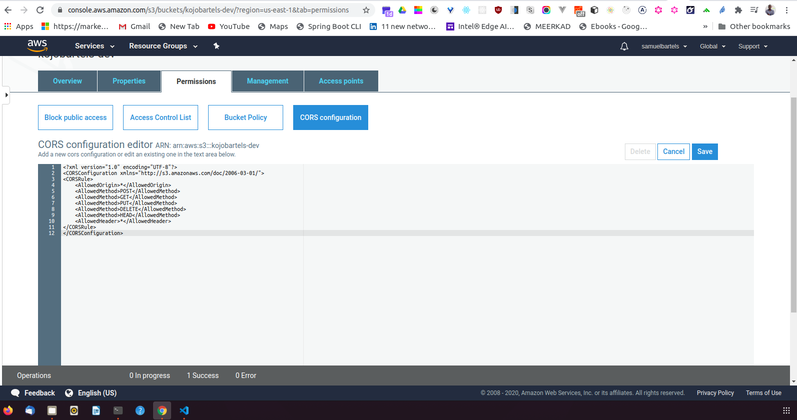 console.aws.amazon.com/s3/buckets/kojobartels-dev/?region=us-east-1&tab=permissions
Apps https://marke... Gmail New Tab YouTube Maps Spring Boot CLI 11 new network... Intel® Edge AI... MEERKAD Ebooks - Goog... » Other bookmarks
aws Services Resource Groups samuelbartels Global Support
Overview Properties Permissions Management Access points
Block public access Access Control List Bucket Policy CORS configuration
CORS configuration editor ARN: arn:aws:s3:::kojobartels-dev
Add a new cors configuration or edit an existing one in the text area below.
Delete Cancel Save
1 <?xml version="1.0" encoding="UTF-8"?>
2 <CORSConfiguration xmlns="http://s3.amazonaws.com/doc/2006-03-01/">
3 <CORSRule>
4 <AllowedOrigin>*</AllowedOrigin>
5 <AllowedMethod>POST</AllowedMethod>
6 <AllowedMethod>GET</AllowedMethod>
7 <AllowedMethod>PUT</AllowedMethod>
8 <AllowedMethod>DELETE</AllowedMethod>
9 <AllowedMethod>HEAD</AllowedMethod>
10 <AllowedHeader>*</AllowedHeader>
11 </CORSRule>
12 </CORSConfiguration>
Operations 0 In progress 1 Success 0 Error
Feedback English (US) © 2008 - 2020, Amazon Web Services, Inc. or its affiliates. All rights reserved. Privacy Policy Terms of Use